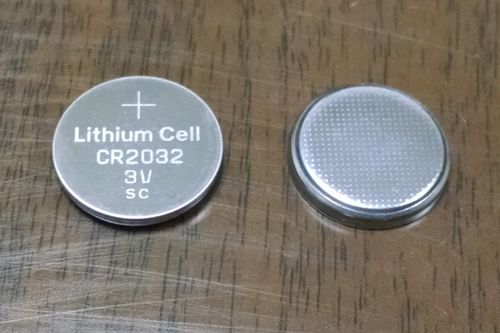 +
Lithium Cell
CR2032
3V
SC